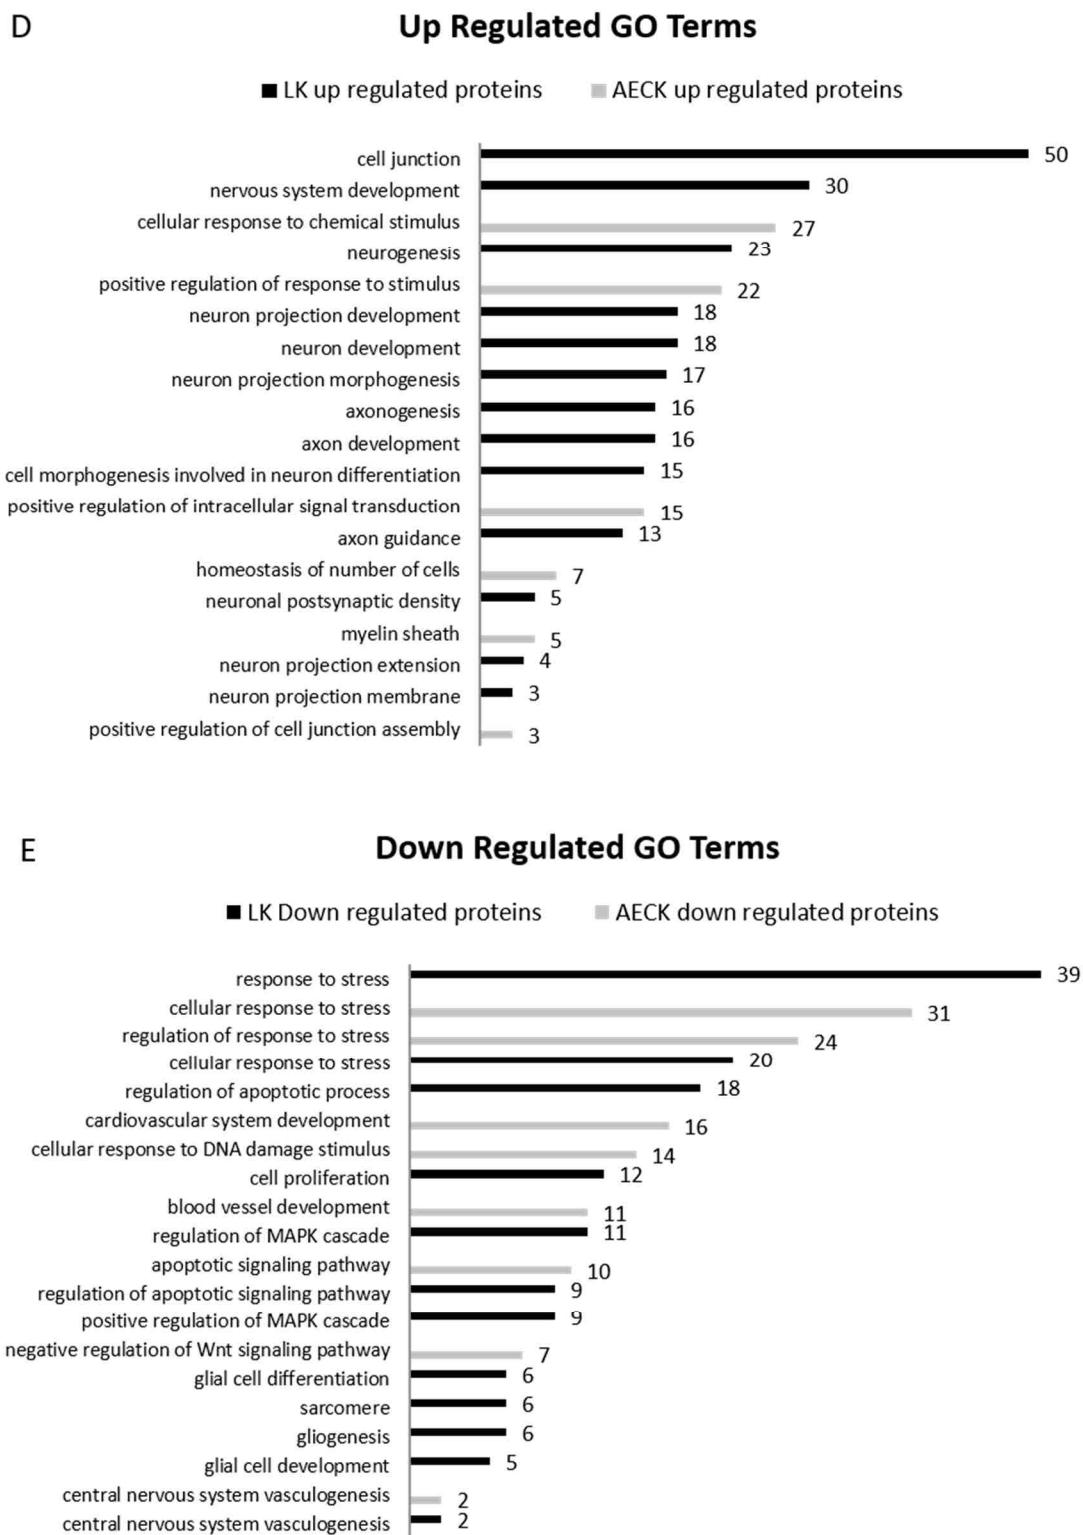 D
Up Regulated GO Terms
LK up regulated proteins AECK up regulated proteins
cell junction 50
nervous system development 30
cellular response to chemical stimulus 27
neurogenesis 23
positive regulation of response to stimulus 22
neuron projection development 18
neuron development 18
neuron projection morphogenesis 17
axonogenesis 16
axon development 16
cell morphogenesis involved in neuron differentiation 15
positive regulation of intracellular signal transduction 15
axon guidance 13
homeostasis of number of cells 7
neuronal postsynaptic density 5
myelin sheath 5
neuron projection extension 4
neuron projection membrane 3
positive regulation of cell junction assembly 3
E
Down Regulated GO Terms
LK Down regulated proteins AECK down regulated proteins
response to stress 39
cellular response to stress 31
regulation of response to stress 24
cellular response to stress 20
regulation of apoptotic process 18
cardiovascular system development 16
cellular response to DNA damage stimulus 14
cell proliferation 12
blood vessel development 11
regulation of MAPK cascade 11
apoptotic signaling pathway 10
regulation of apoptotic signaling pathway 9
positive regulation of MAPK cascade 9
negative regulation of Wnt signaling pathway 7
glial cell differentiation 6
sarcomere 6
gliogenesis 6
glial cell development 5
central nervous system vasculogenesis 2
central nervous system vasculogenesis 2